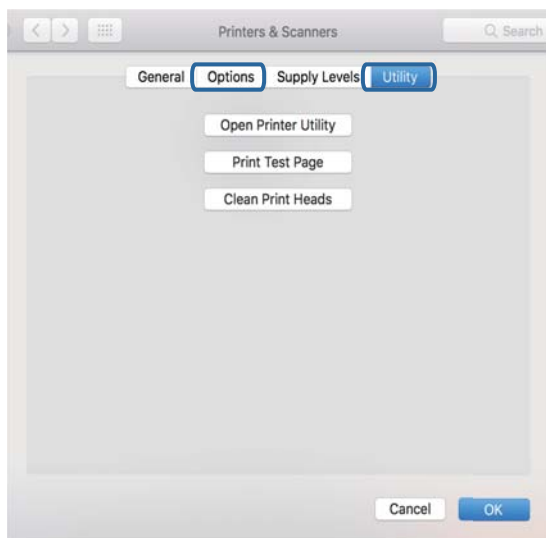 Printers & Scanners Search
General Options Supply Levels Utility
Open Printer Utility
Print Test Page
Clean Print Heads
Cancel OK